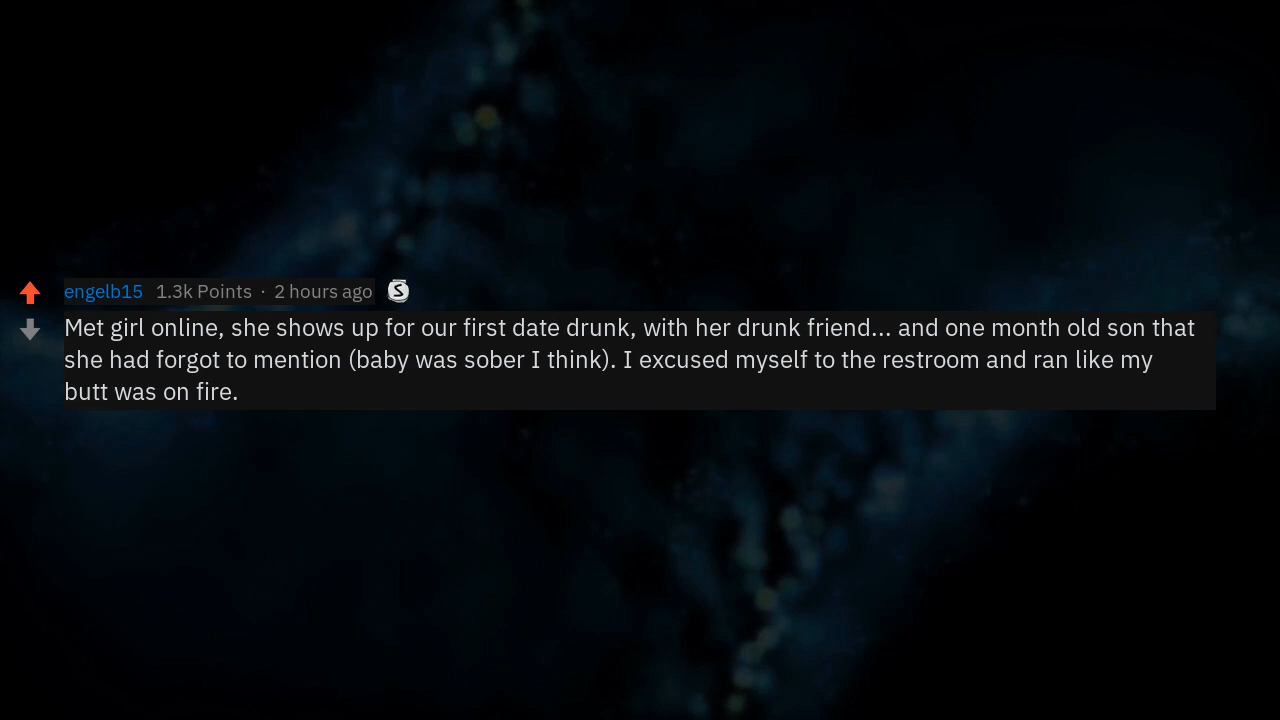 engelb15 1.3k Points · 2 hours ago S
Met girl online, she shows up for our first date drunk, with her drunk friend... and one month old son that
she had forgot to mention (baby was sober I think). I excused myself to the restroom and ran like my
butt was on fire.